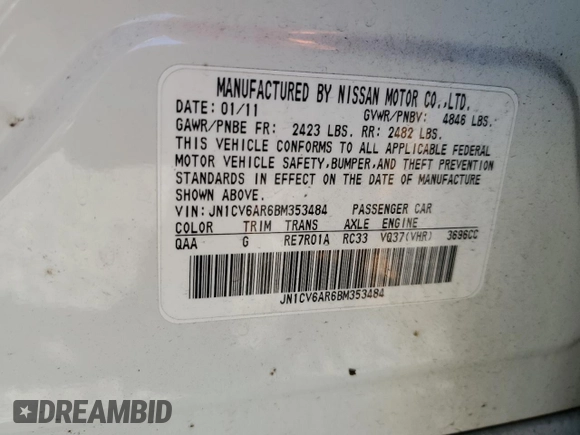 MANUFACTURED BY NISSAN MOTOR CO.,LTD.
DATE: 01/11 GVWR/PNBV: 4846 LBS.
GAWR/PNBE FR: 2423 LBS. RR: 2482 LBS.
THIS VEHICLE CONFORMS TO ALL APPLICABLE FEDERAL
MOTOR VEHICLE SAFETY,BUMPER,AND THEFT PREVENTION
STANDARDS IN EFFECT ON THE DATE OF MANUFACTURE
SHOWN ABOVE.
VIN: JN1CV6AR6BM353484 PASSENGER CAR
COLOR TRIM TRANS AXLE ENGINE
QAA G RE7R01A RC33 VQ37(VHR) 3696CC
JN1CV6AR6BM353484
DREAMBID